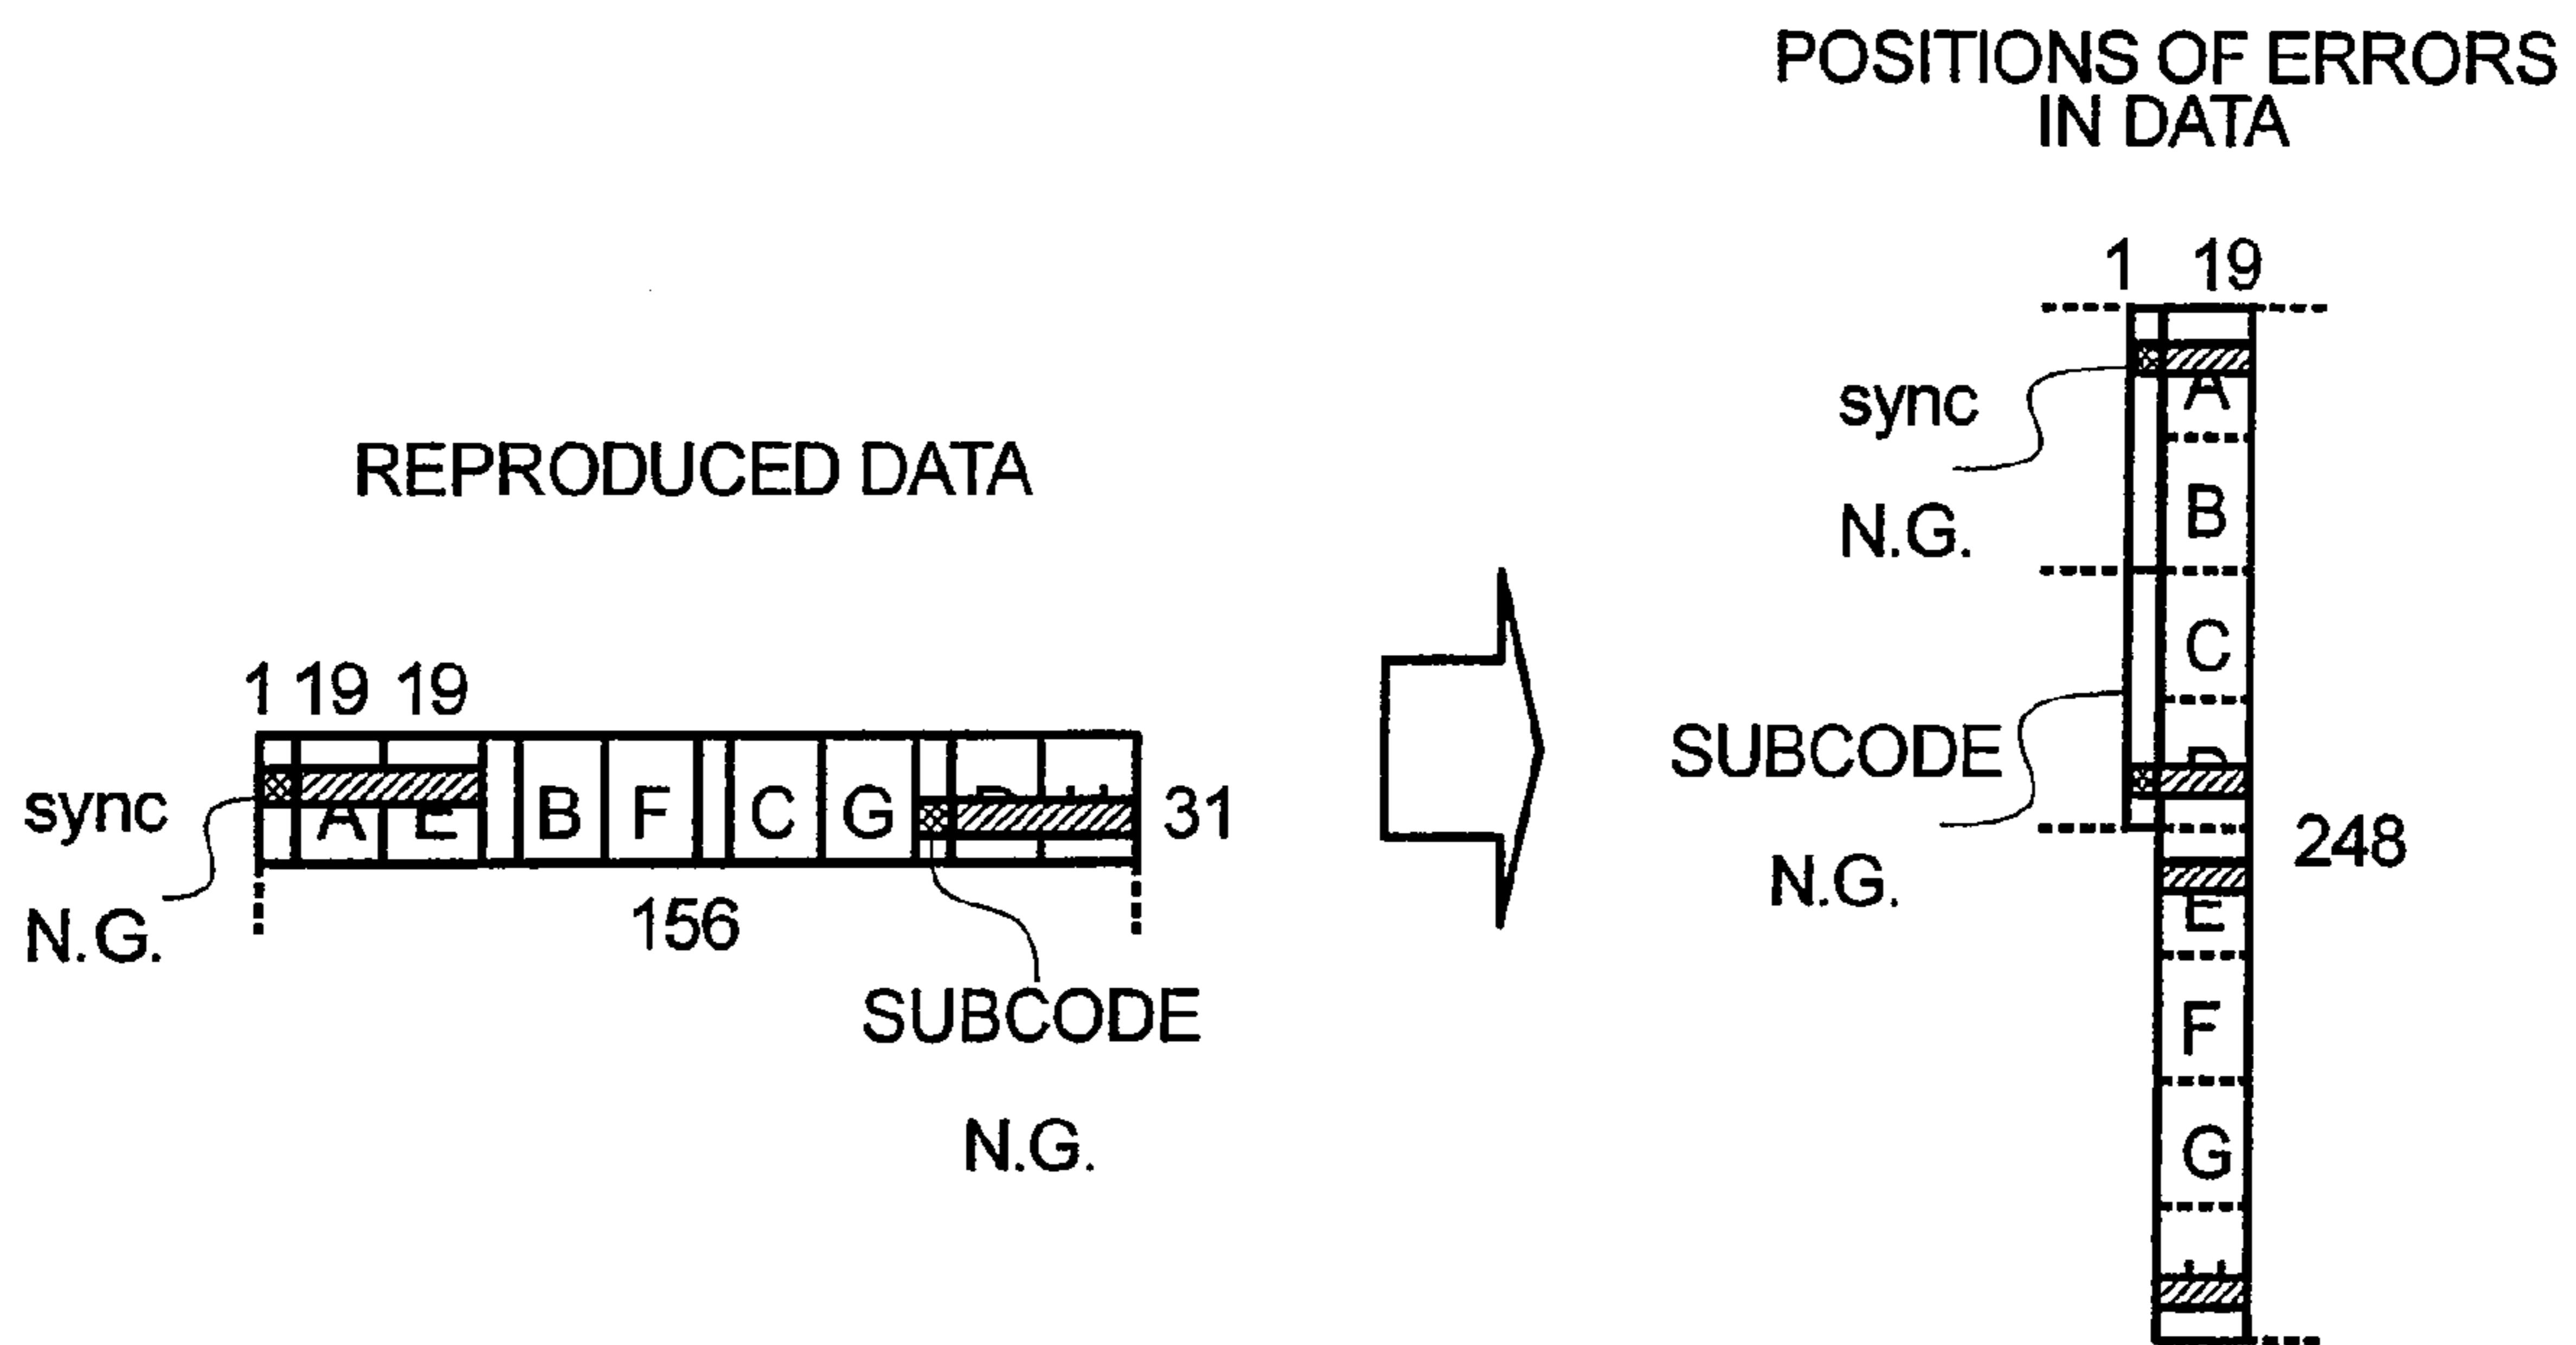 POSITIONS OF ERRORS
IN DATA
REPRODUCED DATA
1 19 19
sync
N.G.
A E B F C G
31
156
SUBCODE
N.G.
1 19
sync
N.G.
A
B
C
SUBCODE
N.G.
248
E
F
G